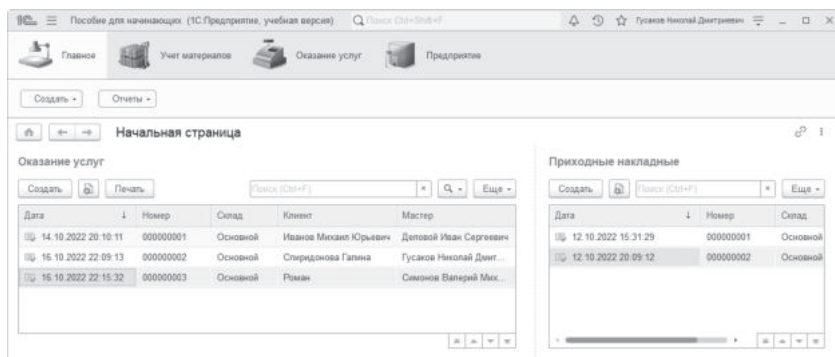 1С Пособие для начинающих (1С:Предприятие, учебная версия) Поиск Ctrl+Shift+F Гусаков Николай Дмитриевич
Главное Учет материалов Оказание услуг Предприятие
Создать Отчеты
Начальная страница
Оказание услуг
Создать Печать Поиск (Ctrl+F) × Еще
Дата ↓ Номер Склад Клиент Мастер
14.10.2022 20:10:11 000000001 Основной Иванов Михаил Юрьевич Деловой Иван Сергеевич
16.10.2022 22:09:13 000000002 Основной Спиридонова Галина Гусаков Николай Дмит...
16.10.2022 22:15:32 000000003 Основной Роман Симонов Валерий Мих...
Приходные накладные
Создать Поиск (Ctrl+F) × Еще
Дата ↓ Номер Склад
12.10.2022 15:31:29 000000001 Основной
12.10.2022 20:09:12 000000002 Основной